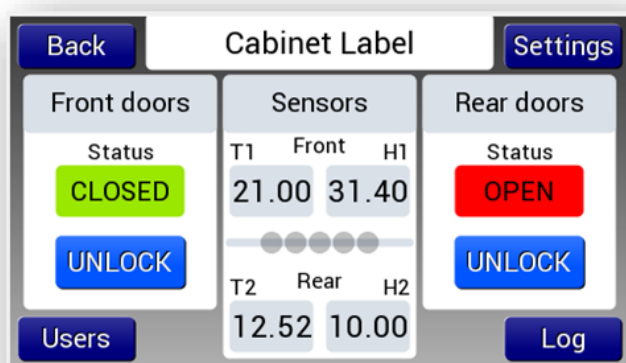 Back
Cabinet Label
Settings
Front doors
Status
CLOSED
UNLOCK
Sensors
T1 Front H1
21.00 31.40
T2 Rear H2
12.52 10.00
Rear doors
Status
OPEN
UNLOCK
Users
Log